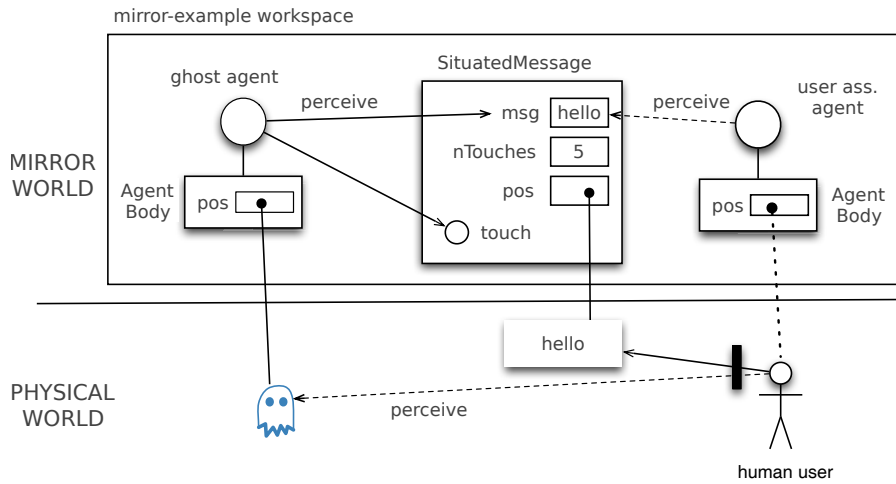 mirror-example workspace
SituatedMessage
ghost agent
user ass.
agent
perceive
perceive
msg
hello
nTouches
5
MIRROR
WORLD
Agent
Body
pos
pos
pos
Agent
Body
touch
hello
PHYSICAL
WORLD
perceive
human user